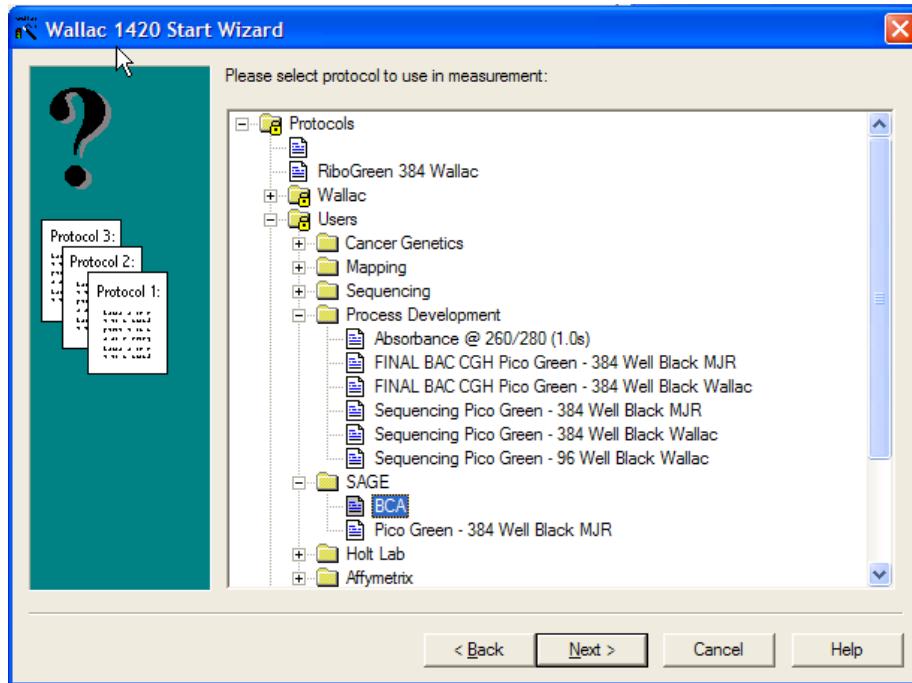 Wallac 1420 Start Wizard
Please select protocol to use in measurement:
Protocols
RiboGreen 384 Wallac
Wallac
Users
Cancer Genetics
Mapping
Sequencing
Process Development
Absorbance @ 260/280 (1.0s)
FINAL BAC CGH Pico Green - 384 Well Black MJR
FINAL BAC CGH Pico Green - 384 Well Black Wallac
Sequencing Pico Green - 384 Well Black MJR
Sequencing Pico Green - 384 Well Black Wallac
Sequencing Pico Green - 96 Well Black Wallac
SAGE
BCA
Pico Green - 384 Well Black MJR
Holt Lab
Affymetrix
?
Protocol 3:
Protocol 2:
Protocol 1:
< Back Next > Cancel Help